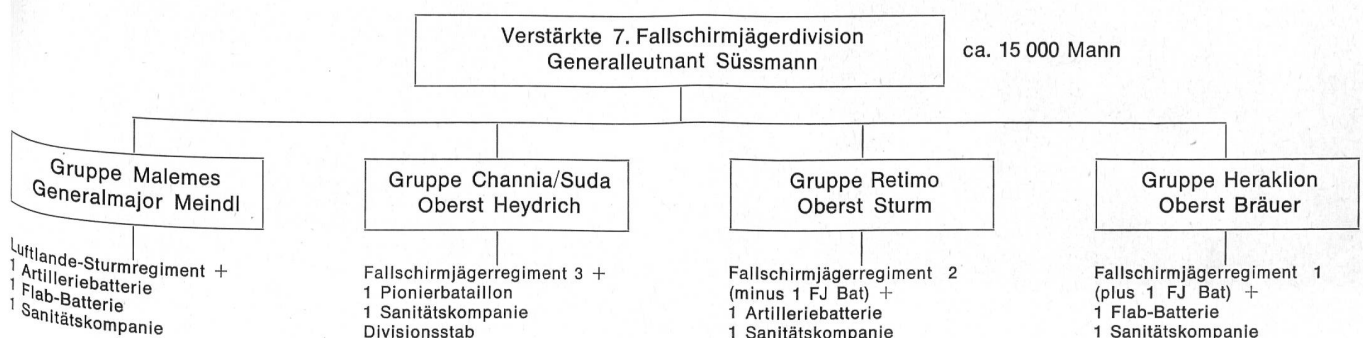 Verstärkte 7. Fallschirmjägerdivision
Generalleutnant Süssmann
ca. 15 000 Mann
Gruppe Malemes
Generalmajor Meindl
Luftlande-Sturmregiment +
1 Artilleriebatterie
1 Flab-Batterie
1 Sanitätskompanie
Gruppe Channia/Suda
Oberst Heydrich
Fallschirmjägerregiment 3 +
1 Pionierbataillon
1 Sanitätskompanie
Divisionsstab
Gruppe Retimo
Oberst Sturm
Fallschirmjägerregiment 2
(minus 1 FJ Bat) +
1 Artilleriebatterie
1 Sanitätskompanie
Gruppe Heraklion
Oberst Bräuer
Fallschirmjägerregiment 1
(plus 1 FJ Bat) +
1 Flab-Batterie
1 Sanitätskompanie